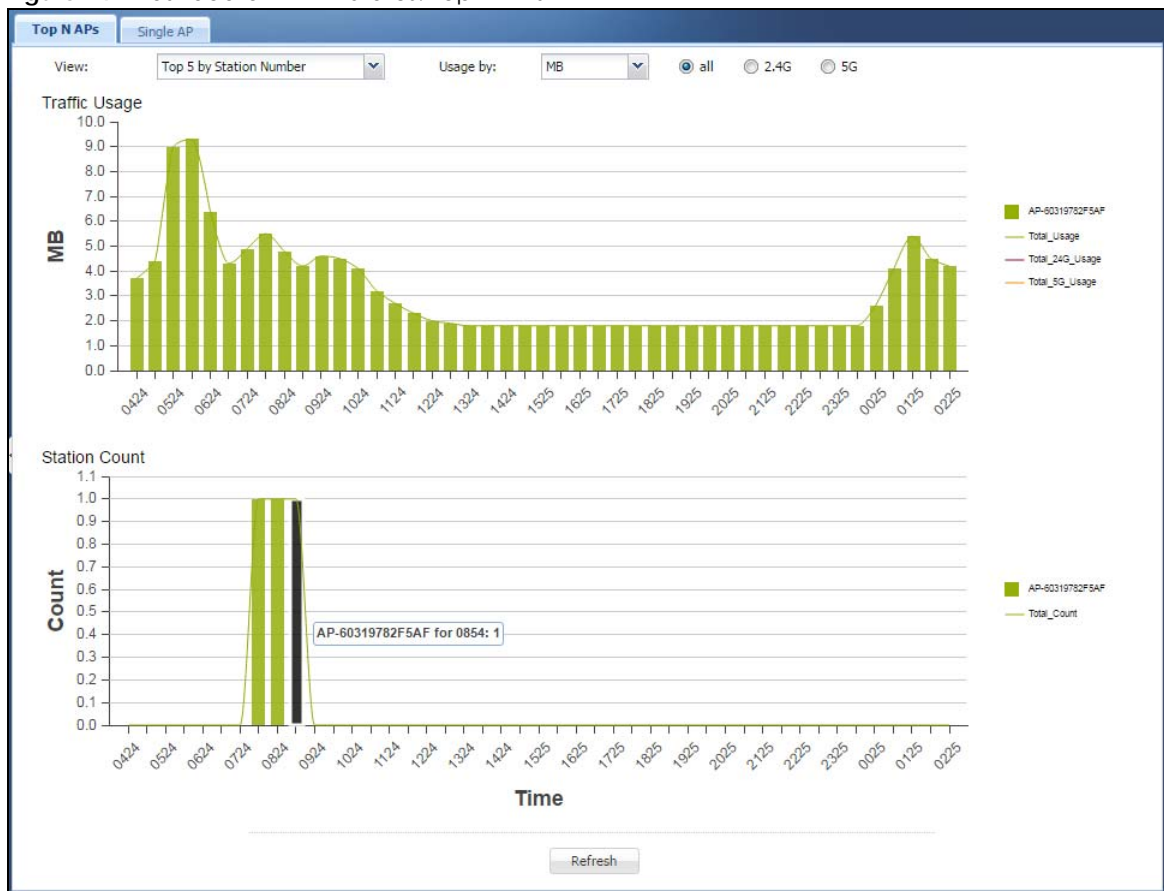 Top N APs
Single AP
View:
Top 5 by Station Number
Usage by:
MB
all
2.4G
5G
Traffic Usage
10.0
9.0
8.0
7.0
6.0
5.0
4.0
3.0
2.0
1.0
0.0
MB
0424 0524 0624 0724 0824 0924 1024 1124 1224 1324 1424 1525 1625 1725 1825 1925 2025 2125 2225 2325 0025 0125 0225
AP-60319782F5AF
Total_Usage
Total_24G_Usage
Total_5G_Usage
Station Count
1.1
1.0
0.9
0.8
0.7
0.6
0.5
0.4
0.3
0.2
0.1
0.0
Count
AP-60319782F5AF for 0854: 1
0424 0524 0624 0724 0824 0924 1024 1124 1224 1324 1424 1525 1625 1725 1825 1925 2025 2125 2225 2325 0025 0125 0225
Time
AP-60319782F5AF
Total_Count
Refresh